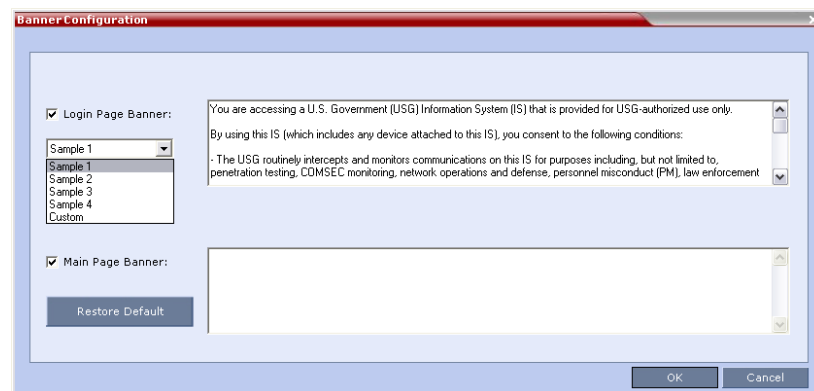 Banner Configuration
Login Page Banner:
Sample 1
Sample 1
Sample 2
Sample 3
Sample 4
Custom
You are accessing a U.S. Government (USG) Information System (IS) that is provided for USG-authorized use only.
By using this IS (which includes any device attached to this IS), you consent to the following conditions:
- The USG routinely intercepts and monitors communications on this IS for purposes including, but not limited to,
penetration testing, COMSEC monitoring, network operations and defense, personnel misconduct (PM), law enforcement
Main Page Banner:
Restore Default
OK
Cancel